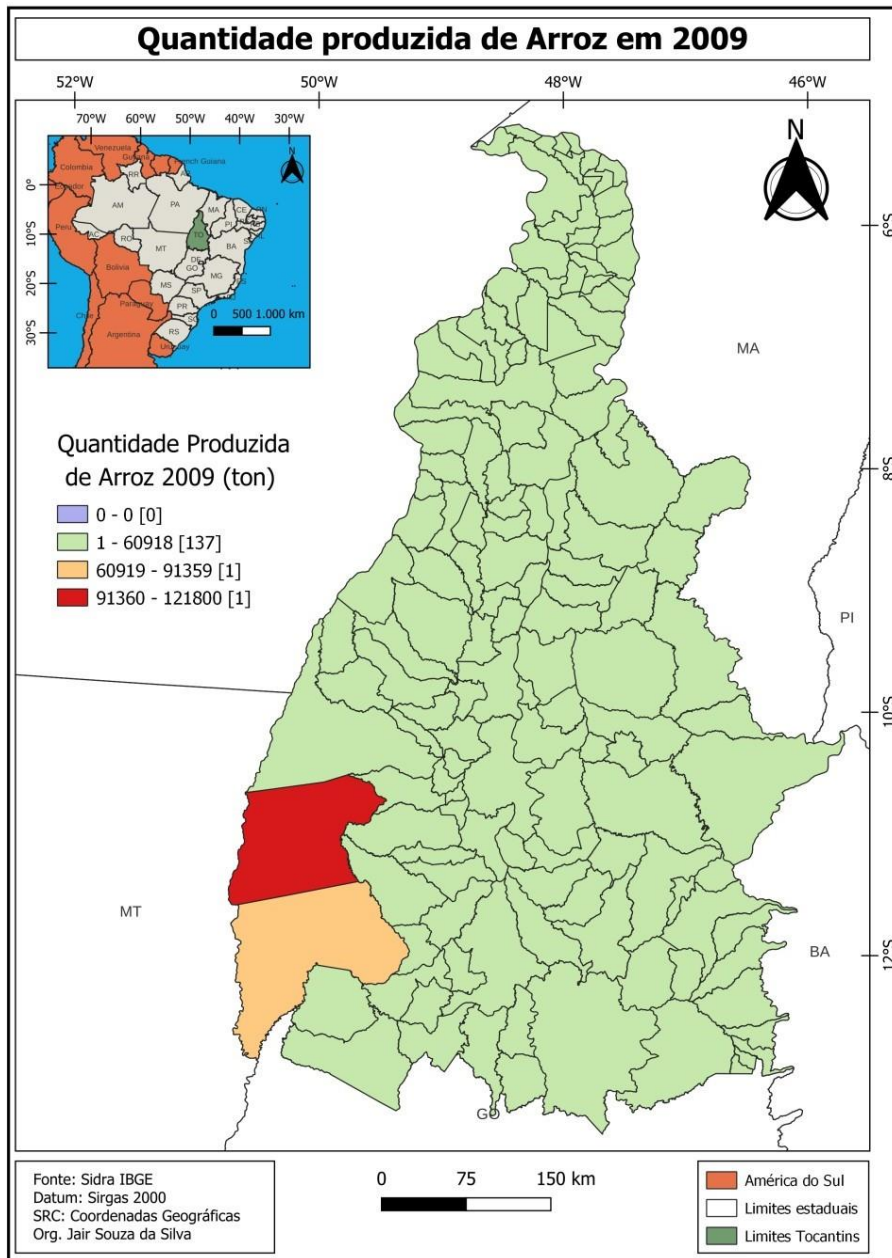 Quantidade produzida de Arroz em 2009
52°W 50°W 48°W 46°W
70°W 60°W 50°W 40°W 30°W
N
Venezuela
Guiana
French Guiana
Colombia
RR
Ecuador
0°
AM
PA
MA
CE
Peru
PI
AC
TO
10°S
RO
MT
BA
Bolivia
DF
GO
MG
20°S
MS
SP
Paraguay
PR
0 500 1.000 km
Chile
SC
30°S
Argentina
RS
Uruguay
6°S
MA
Quantidade Produzida
de Arroz 2009 (ton)
0 - 0 [0]
1 - 60918 [137]
60919 - 91359 [1]
91360 - 121800 [1]
8°S
PI
10°S
MT
BA
12°S
GO
Fonte: Sidra IBGE
Datum: Sirgas 2000
SRC: Coordenadas Geográficas
Org. Jair Souza da Silva
0 75 150 km
América do Sul
Limites estaduais
Limites Tocantins